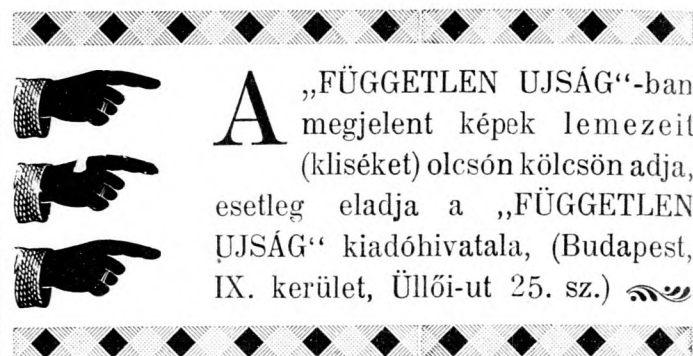 A „FÜGGETLEN UJSÁG“-ban
megjelent képek lemezeit
(kliséket) olcsón kölcsön adja,
esetleg eladja a „FÜGGETLEN
UJSÁG“ kiadóhivatala, (Budapest,
IX. kerület, Üllői-ut 25. sz.)